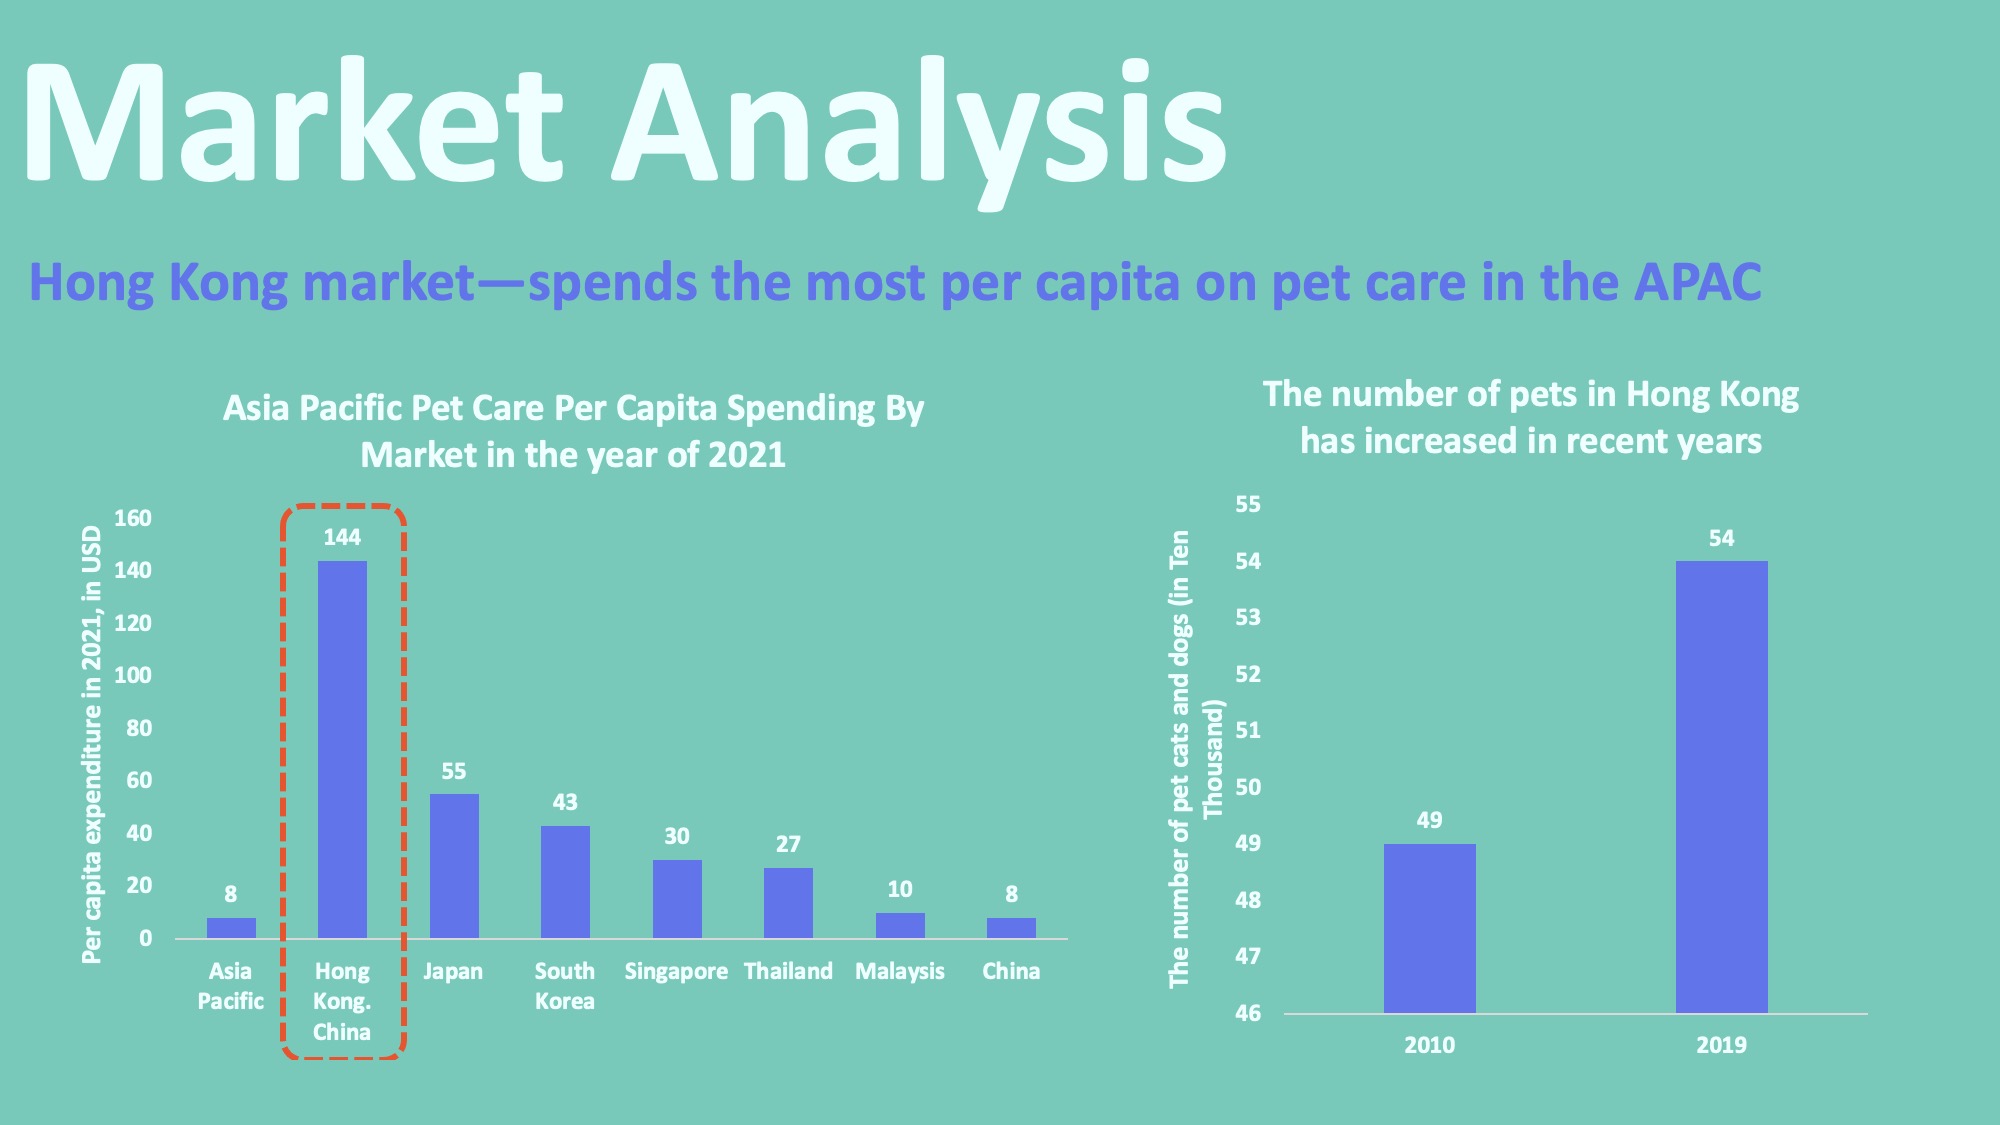 Market Analysis
Hong Kong market—spends the most per capita on pet care in the APAC
Asia Pacific Pet Care Per Capita Spending By
Market in the year of 2021
Per capita expenditure in 2021, in USD
160
140
120
100
80
60
40
20
0
8
144
55
43
30
27
10
8
Asia
Pacific
Hong
Kong.
China
Japan
South
Korea
Singapore
Thailand
Malaysis
China
The number of pets in Hong Kong
has increased in recent years
The number of pet cats and dogs (in Ten
Thousand)
55
54
53
52
51
50
49
48
47
46
49
54
2010
2019